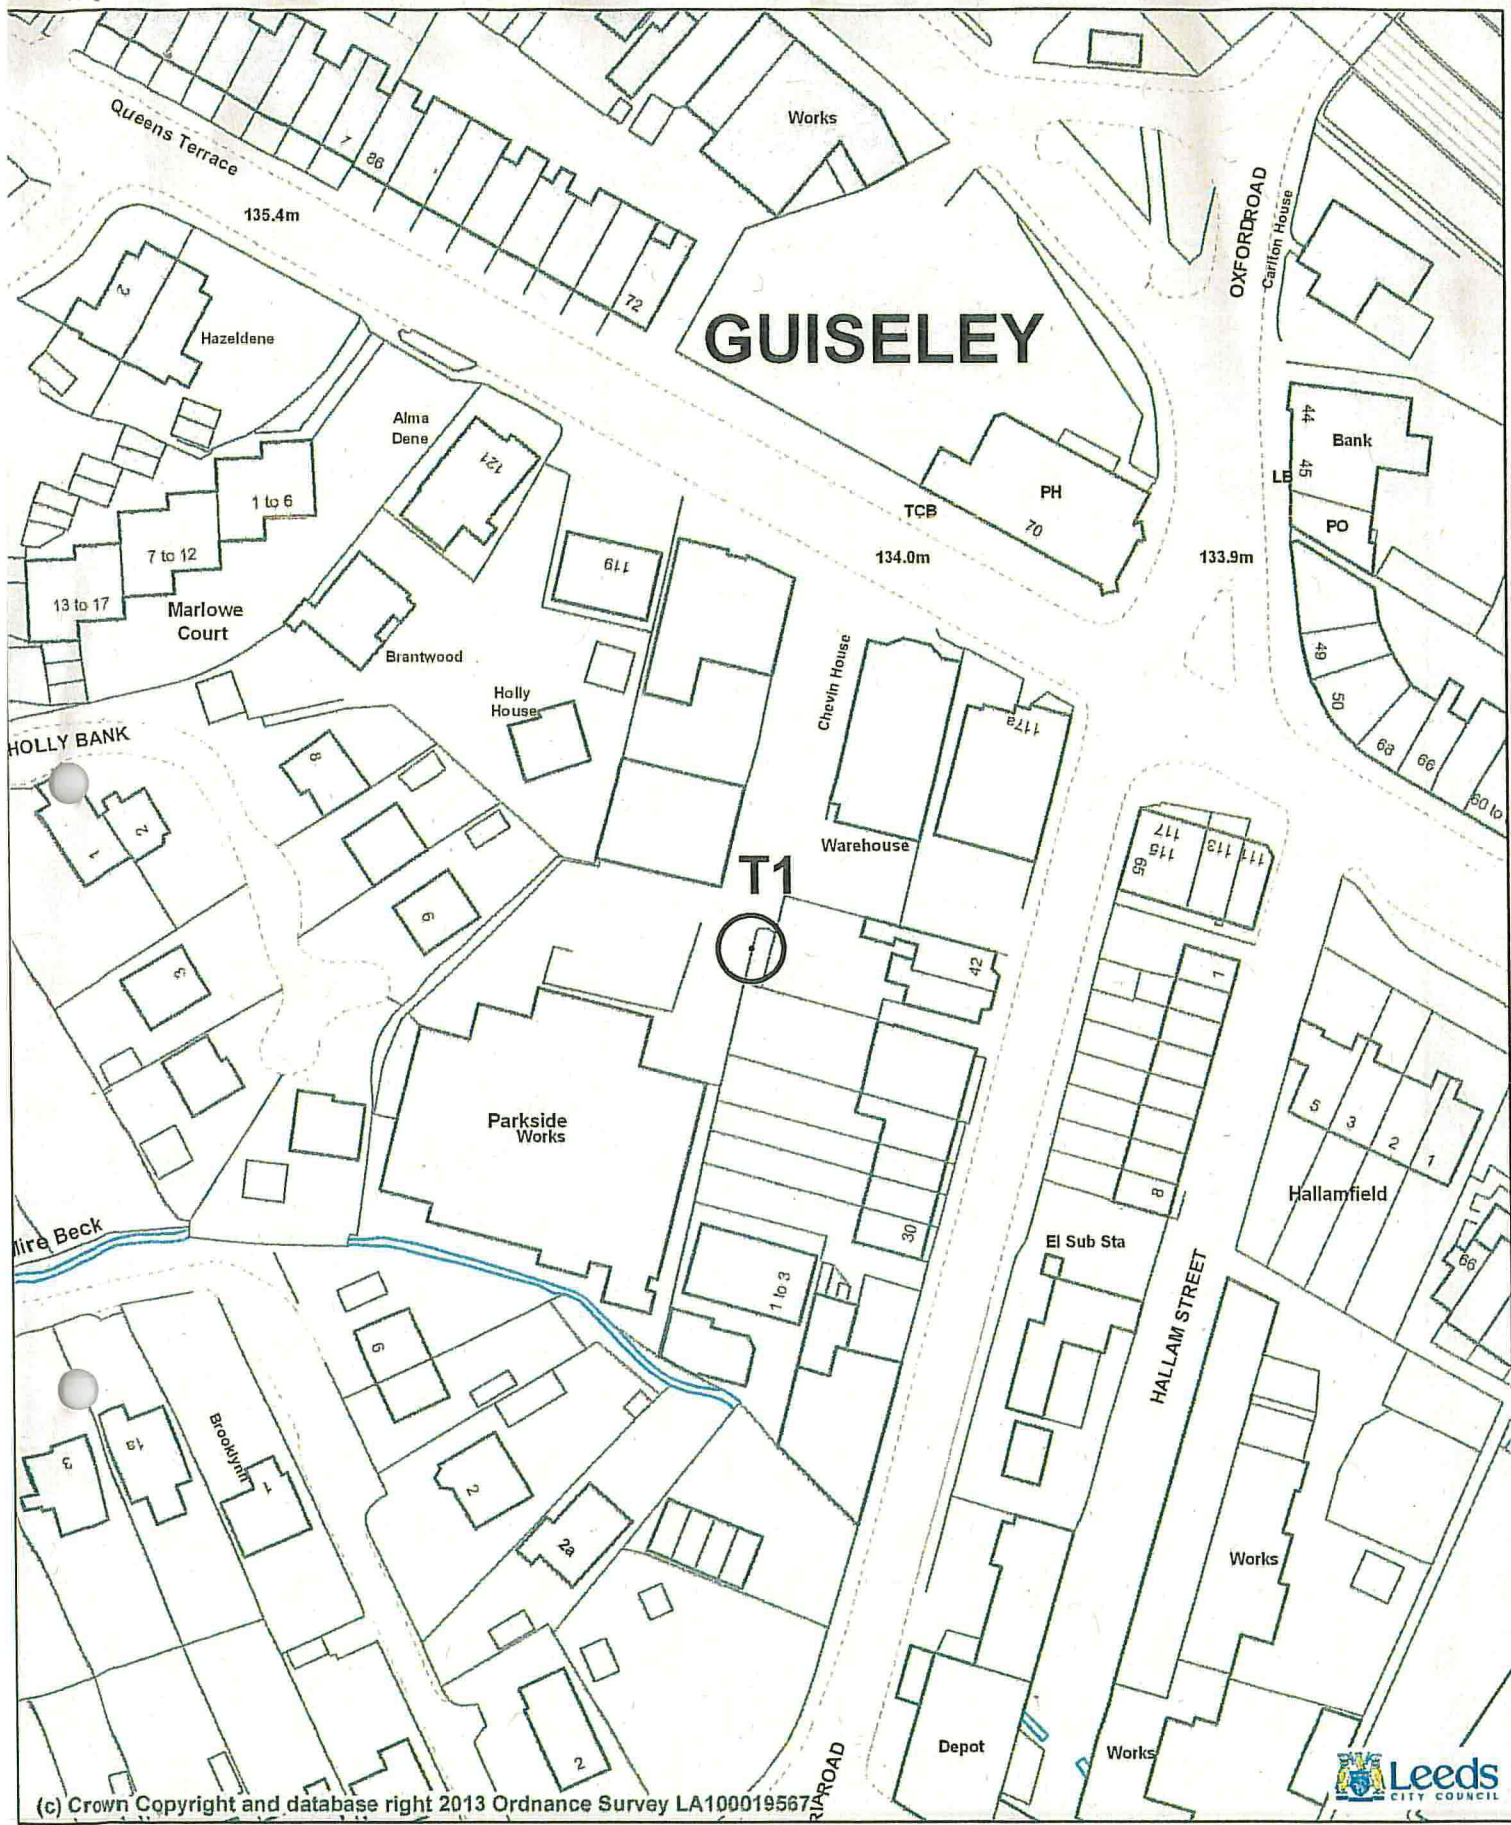 Queens Terrace
7
86
Works
135.4m
OXFORD ROAD
Carlton House
2
72
Hazeldene
GUISELEY
Alma
Dene
121
44
Bank
45
LB
1 to 6
PH
TCB
70
PO
7 to 12
134.0m
133.9m
119
13 to 17
Marlowe
Court
Brantwood
Chevin House
49
Holly
House
50
117a
HOLLY BANK
8
68
66
60 to
1
2
Warehouse
117
115
113
111
65
T1
6
42
1
3
Parkside
Works
5
3
2
1
8
Hallamfield
Mire Beck
30
El Sub Sta
66
1 to 3
HALLAM STREET
6
1a
Brooklynn
3
1
2
2a
Works
Depot
Works
2
RIA ROAD
Leeds
CITY COUNCIL
(c) Crown Copyright and database right 2013 Ordnance Survey LA100019567